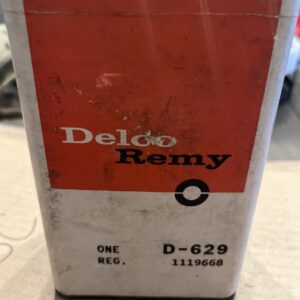 Delco
Remy
ONE D-629
REG. 1119668